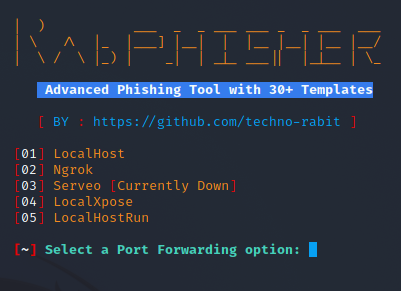 Advanced Phishing Tool with 30+ Templates
[ BY : https://github.com/techno-rabit ]
[01] LocalHost
[02] Ngrok
[03] Serveo [Currently Down]
[04] LocalXpose
[05] LocalHostRun
[~] Select a Port Forwarding option: